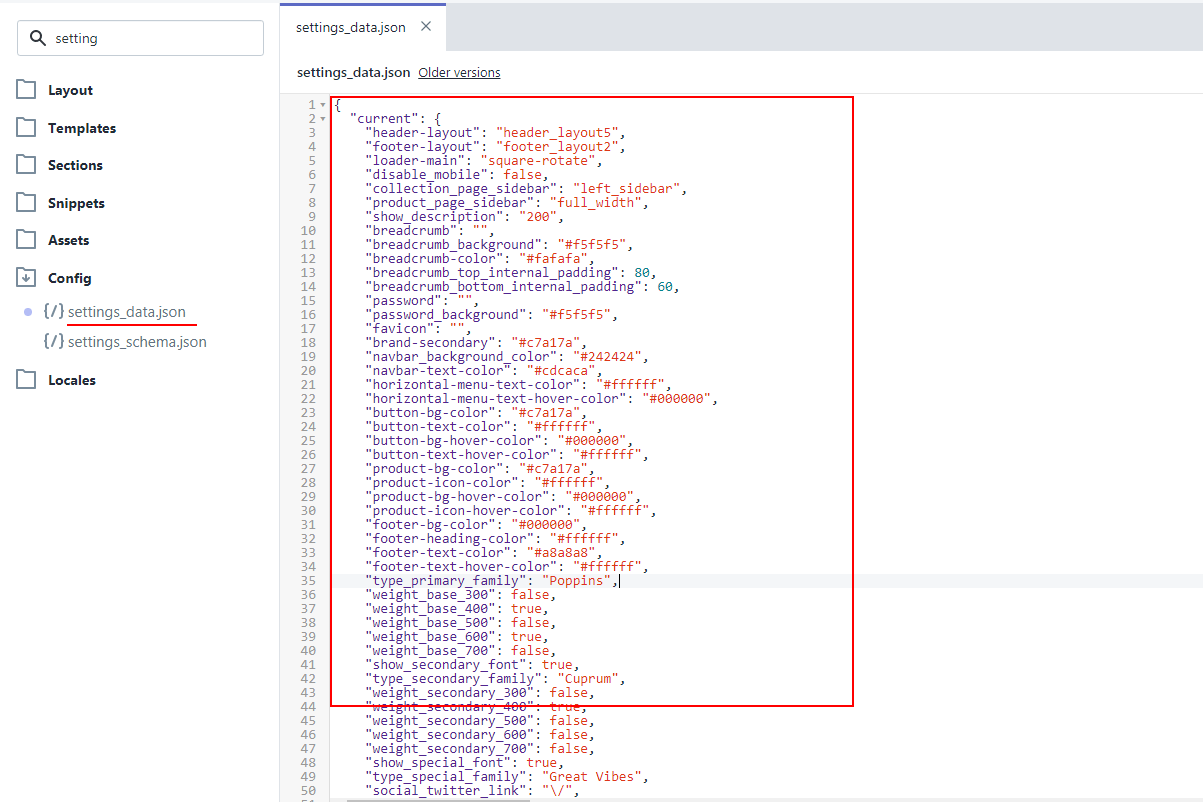 setting
Layout
Templates
Sections
Snippets
Assets
Config
{/} settings_data.json
{/} settings_schema.json
Locales
settings_data.json ×
settings_data.json Older versions
1 {
2 "current": {
3 "header-layout": "header_layout5",
4 "footer-layout": "footer_layout2",
5 "loader-main": "square-rotate",
6 "disable_mobile": false,
7 "collection_page_sidebar": "left_sidebar",
8 "product_page_sidebar": "full_width",
9 "show_description": "200",
10 "breadcrumb": "",
11 "breadcrumb_background": "#f5f5f5",
12 "breadcrumb-color": "#fafafa",
13 "breadcrumb_top_internal_padding": 80,
14 "breadcrumb_bottom_internal_padding": 60,
15 "password": "",
16 "password_background": "#f5f5f5",
17 "favicon": "",
18 "brand-secondary": "#c7a17a",
19 "navbar_background_color": "#242424",
20 "navbar-text-color": "#cdcaca",
21 "horizontal-menu-text-color": "#ffffff",
22 "horizontal-menu-text-hover-color": "#000000",
23 "button-bg-color": "#c7a17a",
24 "button-text-color": "#ffffff",
25 "button-bg-hover-color": "#000000",
26 "button-text-hover-color": "#ffffff",
27 "product-bg-color": "#c7a17a",
28 "product-icon-color": "#ffffff",
29 "product-bg-hover-color": "#000000",
30 "product-icon-hover-color": "#ffffff",
31 "footer-bg-color": "#000000",
32 "footer-heading-color": "#ffffff",
33 "footer-text-color": "#a8a8a8",
34 "footer-text-hover-color": "#ffffff",
35 "type_primary_family": "Poppins",
36 "weight_base_300": false,
37 "weight_base_400": true,
38 "weight_base_500": false,
39 "weight_base_600": true,
40 "weight_base_700": false,
41 "show_secondary_font": true,
42 "type_secondary_family": "Cuprum",
43 "weight_secondary_300": false,
44 "weight_secondary_400": true,
45 "weight_secondary_500": false,
46 "weight_secondary_600": false,
47 "weight_secondary_700": false,
48 "show_special_font": true,
49 "type_special_family": "Great Vibes",
50 "social_twitter_link": "\/",